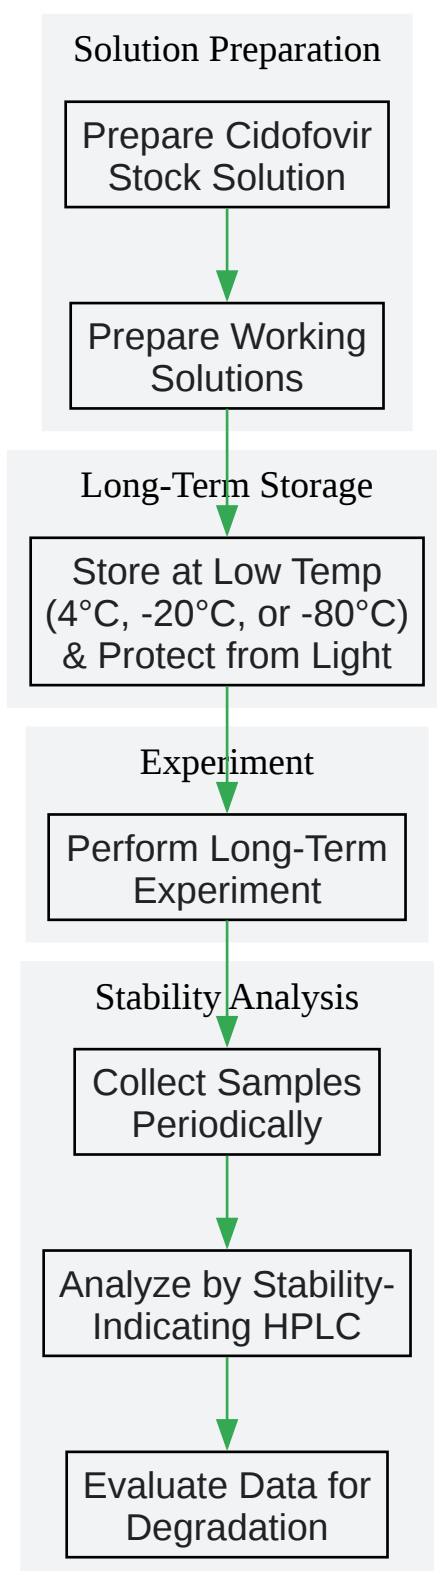 Solution Preparation
Prepare Cidofovir
Stock Solution
Prepare Working
Solutions
Long-Term Storage
Store at Low Temp
(4°C, -20°C, or -80°C)
& Protect from Light
Experiment
Perform Long-Term
Experiment
Stability Analysis
Collect Samples
Periodically
Analyze by Stability-
Indicating HPLC
Evaluate Data for
Degradation